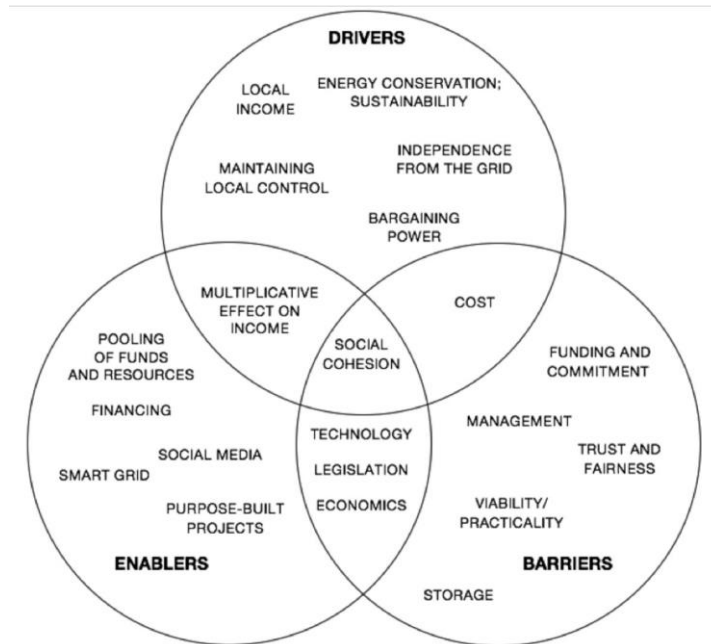 DRIVERS
LOCAL
INCOME
ENERGY CONSERVATION;
SUSTAINABILITY
MAINTAINING
LOCAL CONTROL
INDEPENDENCE
FROM THE GRID
BARGAINING
POWER
MULTIPLICATIVE
EFFECT ON
INCOME
COST
SOCIAL
COHESION
POOLING
OF FUNDS
AND RESOURCES
FINANCING
SOCIAL MEDIA
SMART GRID
PURPOSE-BUILT
PROJECTS
ENABLERS
TECHNOLOGY
LEGISLATION
ECONOMICS
FUNDING AND
COMMITMENT
MANAGEMENT
TRUST AND
FAIRNESS
VIABILITY/
PRACTICALITY
BARRIERS
STORAGE